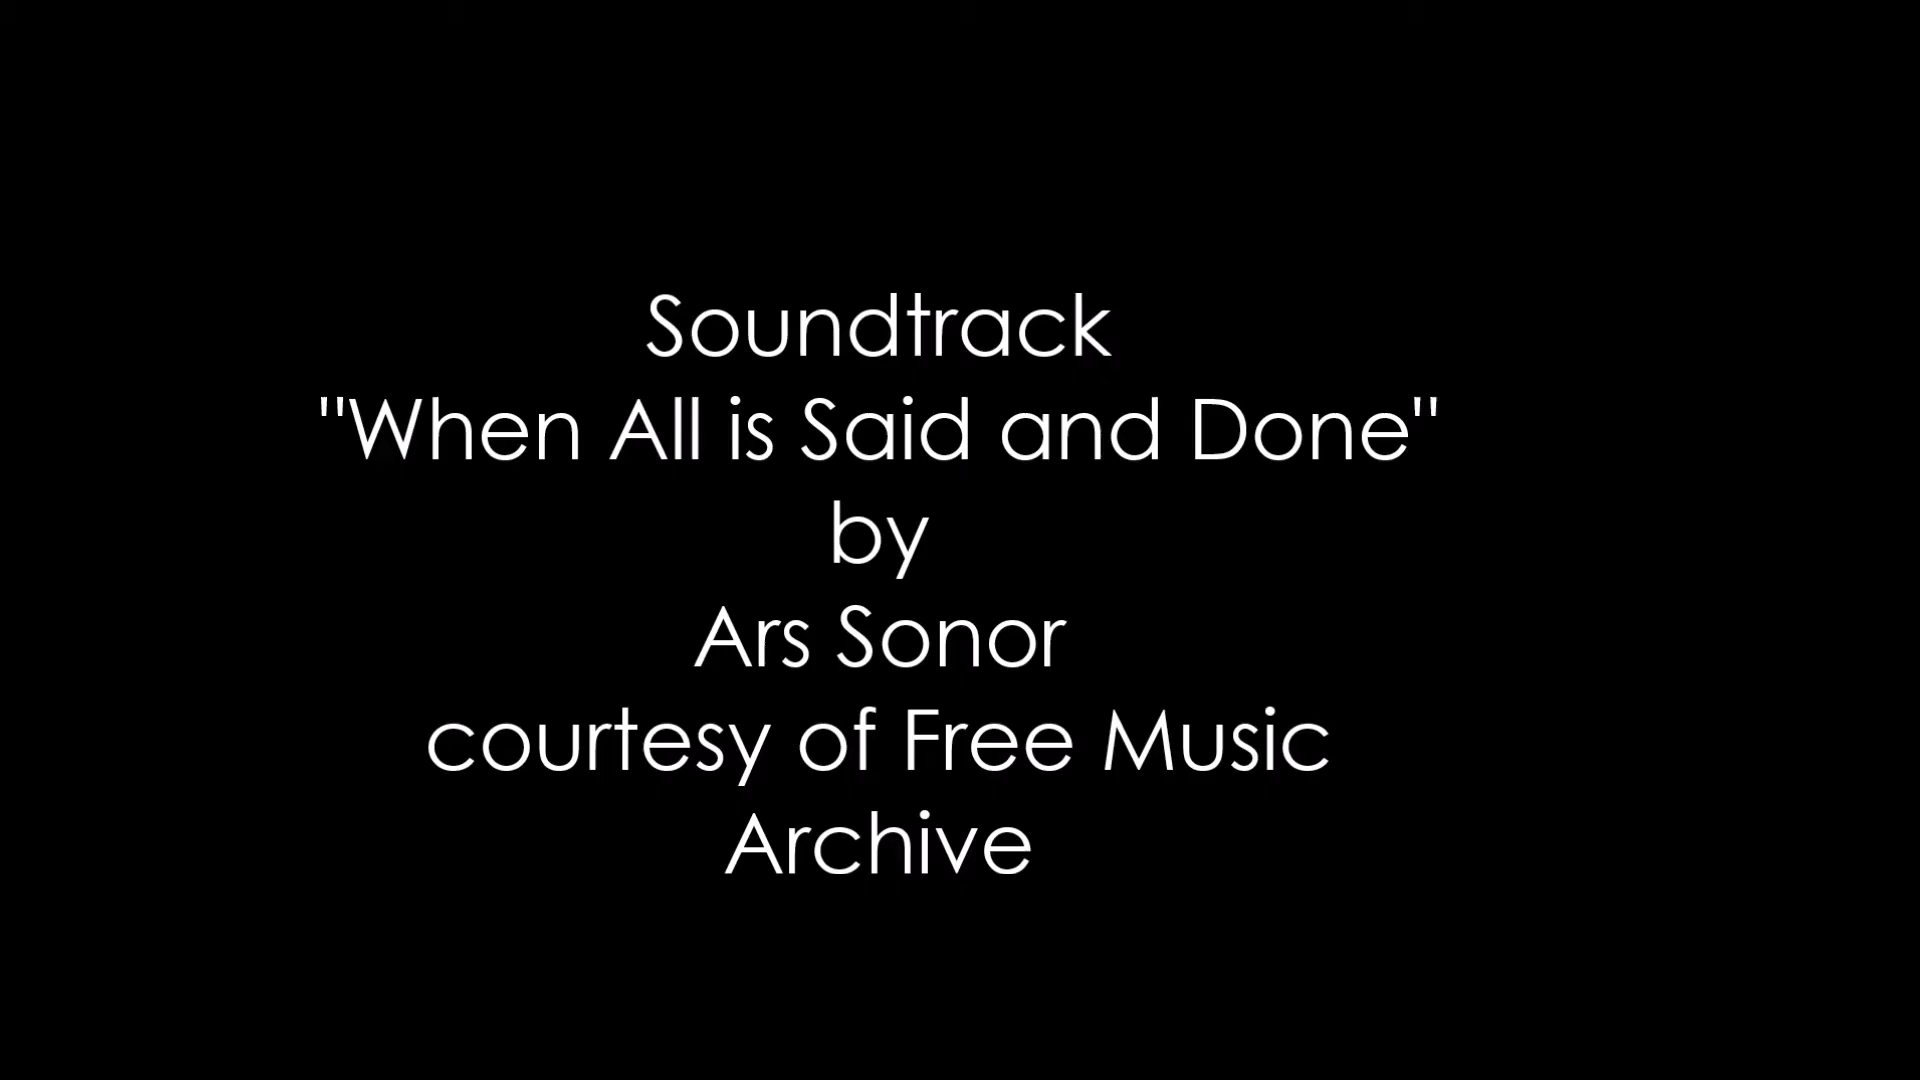 Soundtrack
"When All is Said and Done"
by
Ars Sonor
courtesy of Free Music
Archive